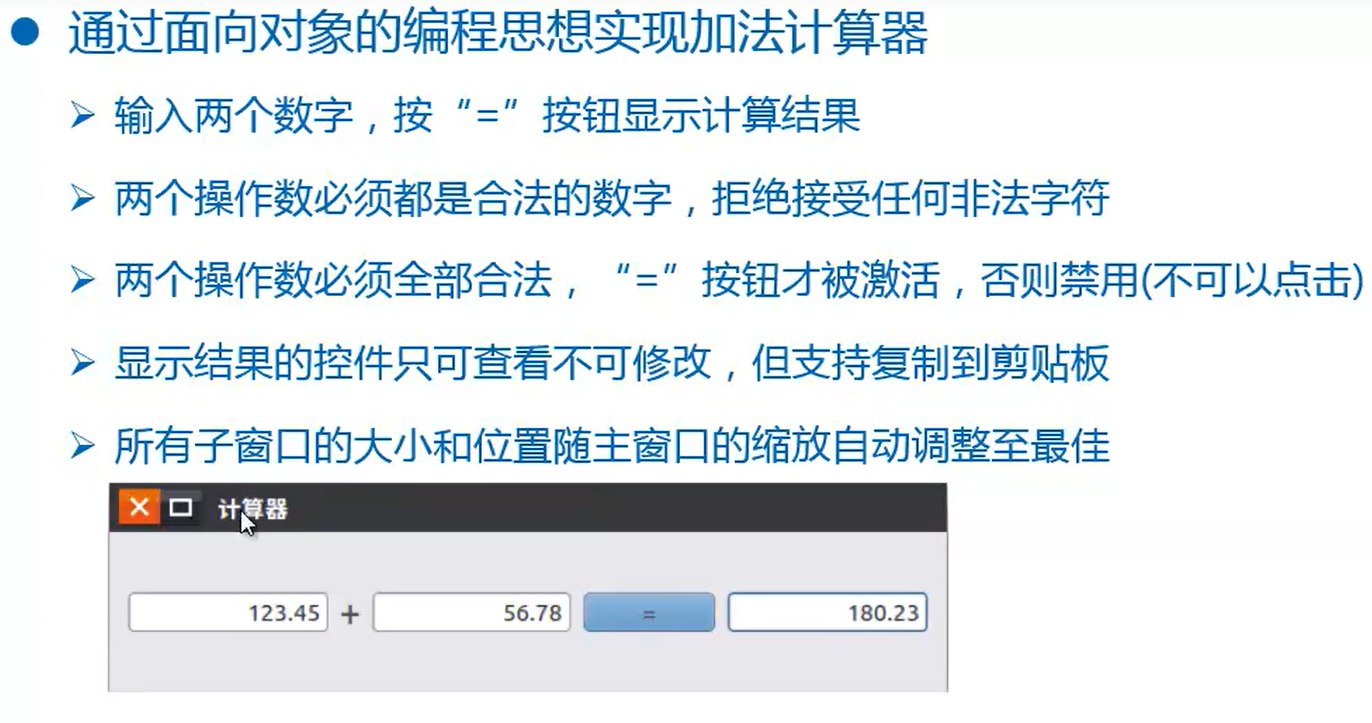 通过面向对象的编程思想实现加法计算器
输入两个数字，按“=”按钮显示计算结果
两个操作数必须都是合法的数字，拒绝接受任何非法字符
两个操作数必须全部合法，“=”按钮才被激活，否则禁用(不可以点击)
显示结果的控件只可查看不可修改，但支持复制到剪贴板
所有子窗口的大小和位置随主窗口的缩放自动调整至最佳
计算器
123.45 + 56.78 = 180.23